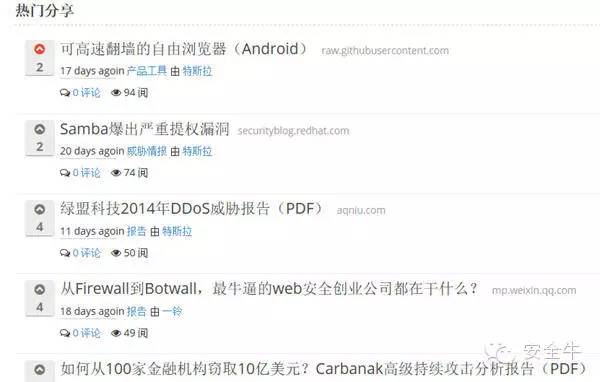 热门分享
可高速翻墙的自由浏览器（Android） raw.githubusercontent.com
2
17 days agoin 产品工具 由 特斯拉
0 评论 94 阅
Samba爆出严重提权漏洞 securityblog.redhat.com
2
20 days agoin 威胁情报 由 特斯拉
0 评论 74 阅
绿盟科技2014年DDoS威胁报告（PDF） aqniu.com
4
11 days agoin 报告 由 特斯拉
0 评论 50 阅
从Firewall到Botwall，最牛逼的web安全创业公司都在干什么？ mp.weixin.qq.com
4
18 days agoin 报告 由 一铃
0 评论 49 阅
如何从100家金融机构窃取10亿美元？Carbanak高级持续攻击分析报告（PDF）
安全牛